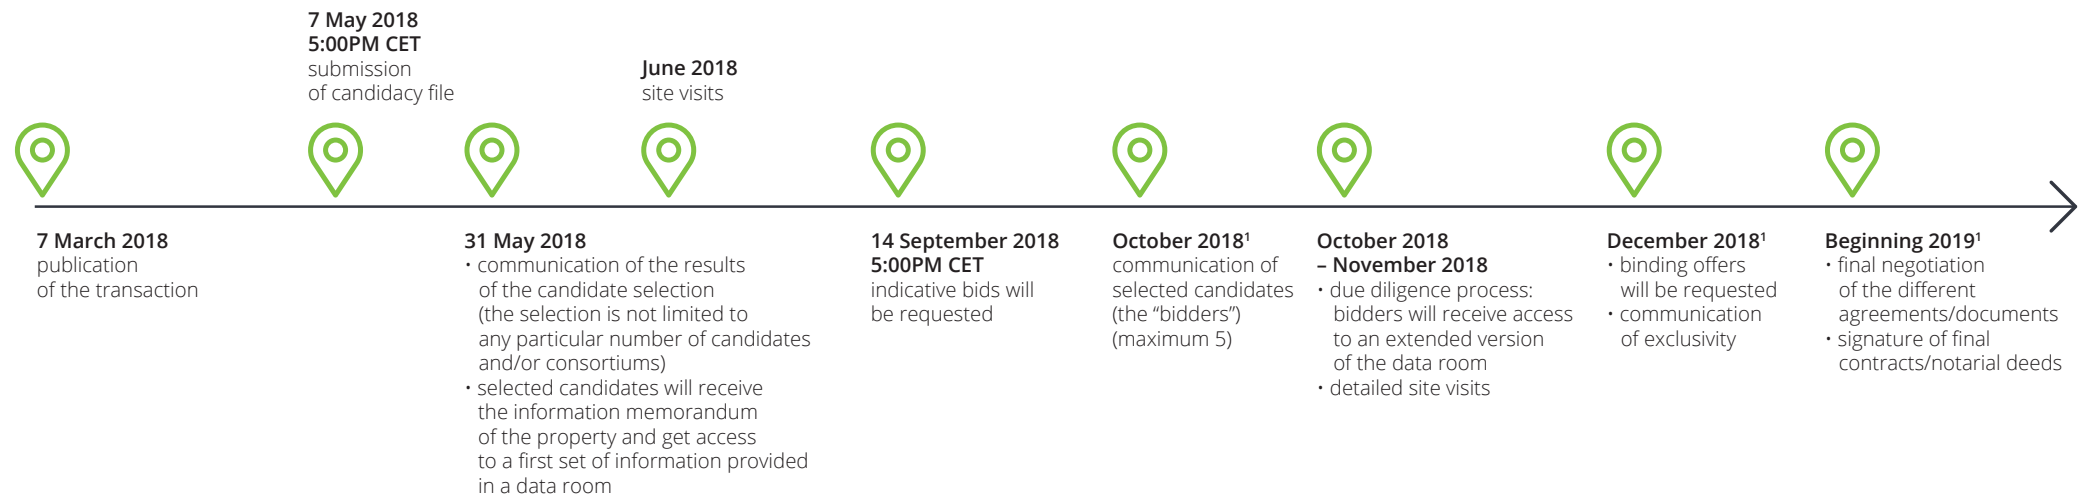 7 May 2018
5:00PM CET
submission
of candidacy file
June 2018
site visits
7 March 2018
publication
of the transaction
31 May 2018
• communication of the results
of the candidate selection
(the selection is not limited to
any particular number of candidates
and/or consortiums)
• selected candidates will receive
the information memorandum
of the property and get access
to a first set of information provided
in a data room
14 September 2018
5:00PM CET
indicative bids will
be requested
October 2018¹
communication of
selected candidates
(the “bidders”)
(maximum 5)
October 2018
– November 2018
• due diligence process:
bidders will receive access
to an extended version
of the data room
• detailed site visits
December 2018¹
• binding offers
will be requested
• communication
of exclusivity
Beginning 2019¹
• final negotiation
of the different
agreements/documents
• signature of final
contracts/notarial deeds